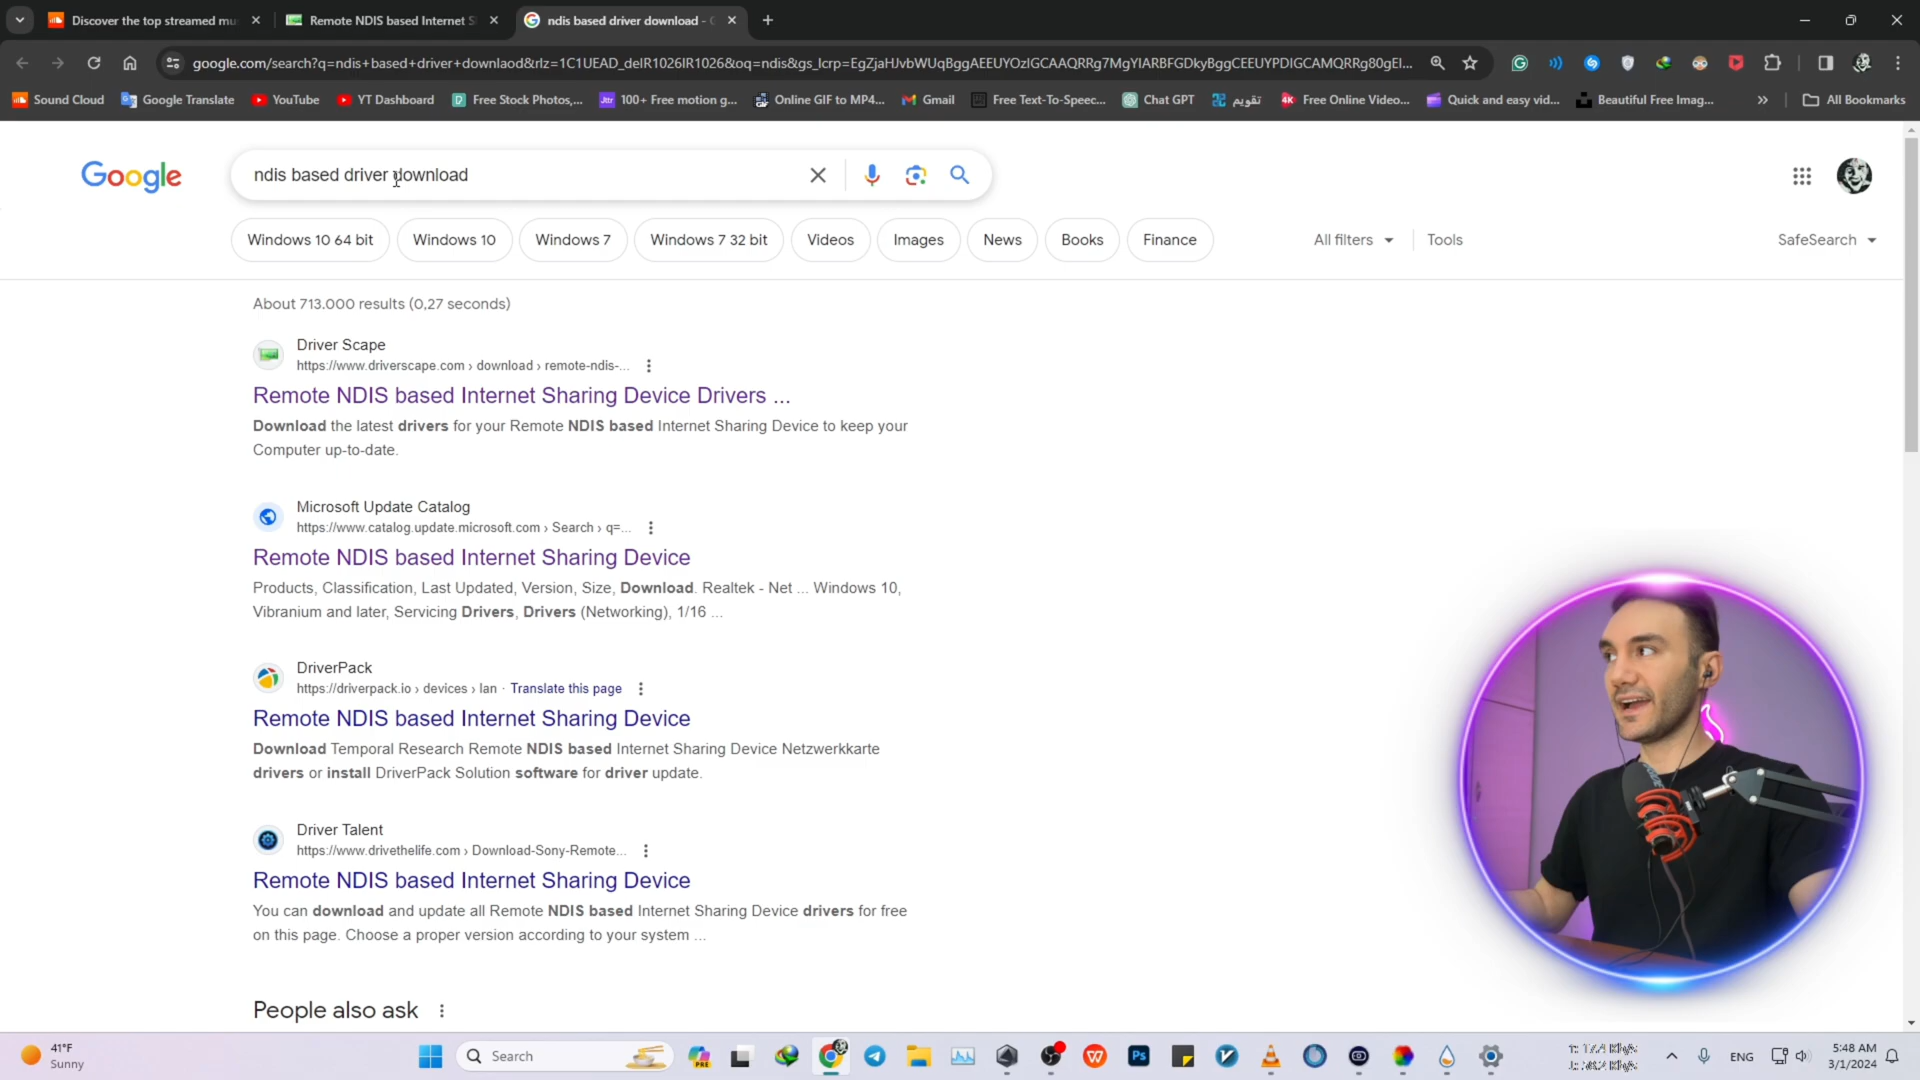 Discover the top streamed mu
Remote NDIS based Internet S
ndis based driver download - G
google.com/search?q=ndis+based+driver+downlaod&rlz=1C1UEAD_deIR1026IR1026&oq=ndis&gs_lcrp=EgZjaHJvbWUqBggAEEUYOzIGCAAQRRg7MgYIARBFGDkyBggCEEUYPDIGCAMQRRg80gEI...
Sound Cloud
Google Translate
YouTube
YT Dashboard
Free Stock Photos,...
100+ Free motion g...
Online GIF to MP4...
Gmail
Free Text-To-Speec...
Chat GPT
تقویم
Free Online Video...
Quick and easy vid...
Beautiful Free Imag...
All Bookmarks
Google
ndis based driver download
Windows 10 64 bit
Windows 10
Windows 7
Windows 7 32 bit
Videos
Images
News
Books
Finance
All filters
Tools
SafeSearch
About 713.000 results (0,27 seconds)
Driver Scape
https://www.driverscape.com › download › remote-ndis-...
Remote NDIS based Internet Sharing Device Drivers ...
Download the latest drivers for your Remote NDIS based Internet Sharing Device to keep your
Computer up-to-date.
Microsoft Update Catalog
https://www.catalog.update.microsoft.com › Search › q=...
Remote NDIS based Internet Sharing Device
Products, Classification, Last Updated, Version, Size, Download. Realtek - Net ... Windows 10,
Vibranium and later, Servicing Drivers, Drivers (Networking), 1/16 ...
DriverPack
https://driverpack.io › devices › lan · Translate this page
Remote NDIS based Internet Sharing Device
Download Temporal Research Remote NDIS based Internet Sharing Device Netzwerkkarte
drivers or install DriverPack Solution software for driver update.
Driver Talent
https://www.drivethelife.com › Download-Sony-Remote...
Remote NDIS based Internet Sharing Device
You can download and update all Remote NDIS based Internet Sharing Device drivers for free
on this page. Choose a proper version according to your system ...
People also ask
41°F
Sunny
Search
PRE
Ps
ENG
5:48 AM
3/1/2024